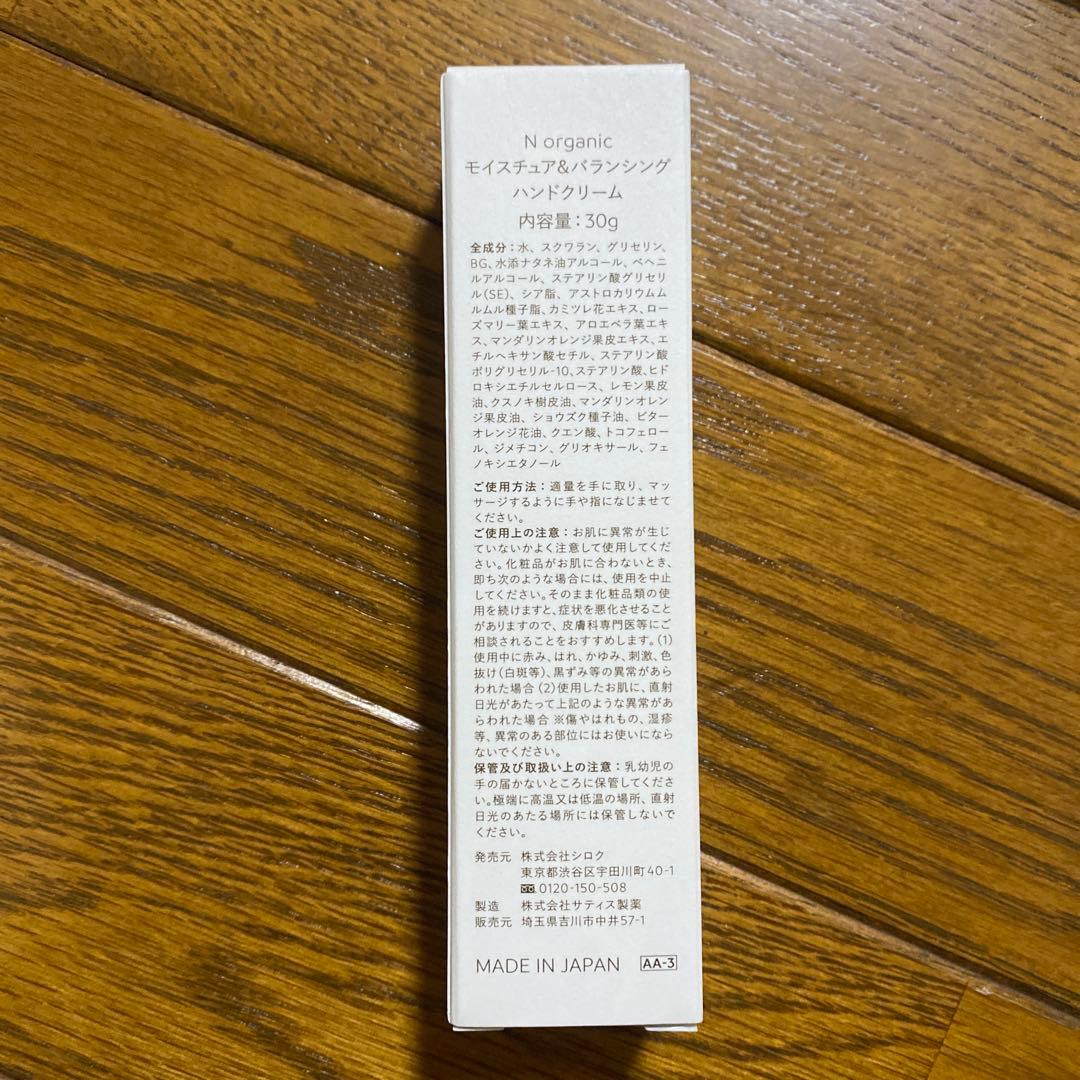 N organic
モイスチュア&バランシング
ハンドクリーム
内容量：30g
全成分：水、スクワラン、グリセリン、
BG、水添ナタネ油アルコール、ベヘニ
ルアルコール、ステアリン酸グリセリ
ル(SE)、シア脂、アストロカリウムム
ルムル種子脂、カミツレ花エキス、ロー
ズマリー葉エキス、アロエベラ葉エキ
ス、マンダリンオレンジ果皮エキス、エ
チルヘキサン酸セチル、ステアリン酸
ポリグリセリル-10、ステアリン酸、ヒド
ロキシエチルセルロース、レモン果皮
油、クスノキ樹皮油、マンダリンオレン
ジ果皮油、ショウズク種子油、ビター
オレンジ花油、クエン酸、トコフェロー
ル、ジメチコン、グリオキサール、フェ
ノキシエタノール
ご使用方法：適量を手に取り、マッ
サージするように手や指になじませて
ください。
ご使用上の注意：お肌に異常が生じ
ていないかよく注意して使用してくだ
さい。化粧品がお肌に合わないとき、
即ち次のような場合には、使用を中止
してください。そのまま化粧品類の使
用を続けますと、症状を悪化させること
がありますので、皮膚科専門医等にご
相談されることをおすすめします。(1)
使用中に赤み、はれ、かゆみ、刺激、色
抜け(白斑等)、黒ずみ等の異常があら
われた場合(2)使用したお肌に、直射
日光があたって上記のような異常があ
らわれた場合 ※傷やはれもの、湿疹
等、異常のある部位にはお使いになら
ないでください。
保管及び取扱い上の注意：乳幼児の
手の届かないところに保管してくださ
い。極端に高温又は低温の場所、直射
日光のあたる場所には保管しないで
ください。
発売元 株式会社シロク
東京都渋谷区宇田川町40-1
0120-150-508
製造 株式会社サティス製薬
販売元 埼玉県吉川市中井57-1
MADE IN JAPAN AA-3